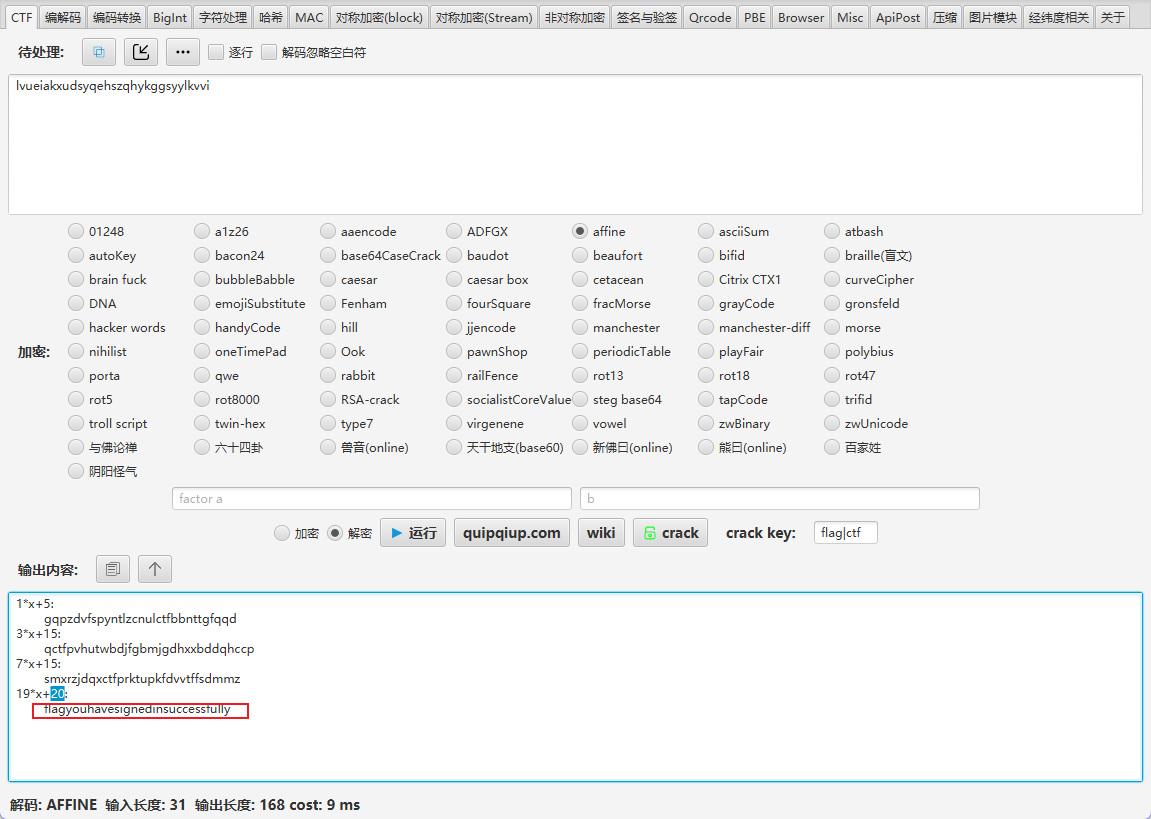 CTF 编解码 编码转换 BigInt 字符处理 哈希 MAC 对称加密(block) 对称加密(Stream) 非对称加密 签名与验签 Qrcode PBE Browser Misc ApiPost 压缩 图片模块 经纬度相关 关于
待处理: 逐行 解码忽略空白符
lvueiakxudsyqehszqhykggsyylkvvi
01248 a1z26 aaencode ADFGX affine asciiSum atbash
autoKey bacon24 base64CaseCrack baudot beaufort bifid braille(盲文)
brain fuck bubbleBabble caesar caesar box cetacean Citrix CTX1 curveCipher
DNA emojiSubstitute Fenham fourSquare fracMorse grayCode gronsfeld
hacker words handyCode hill jjencode manchester manchester-diff morse
加密: nihilist oneTimePad Ook pawnShop periodicTable playFair polybius
porta qwe rabbit railFence rot13 rot18 rot47
rot5 rot8000 RSA-crack socialistCoreValue steg base64 tapCode trifid
troll script twin-hex type7 virgenene vowel zwBinary zwUnicode
与佛论禅 六十四卦 兽音(online) 天干地支(base60) 新佛曰(online) 熊曰(online) 百家姓
阴阳怪气
factor a b
加密 解密 运行 quipqiup.com wiki crack crack key: flag|ctf
输出内容:
1*x+5:
gqpzdvfspyntlzcnulctfbbnttgfqqd
3*x+15:
qctfpvhutwbdjfgbmjgdhxxbddqhccp
7*x+15:
smxrzjdqxctfprktupkfdvvtffsdmmz
19*x+20:
flagyouhavesignedinsuccessfully
解码: AFFINE 输入长度: 31 输出长度: 168 cost: 9 ms